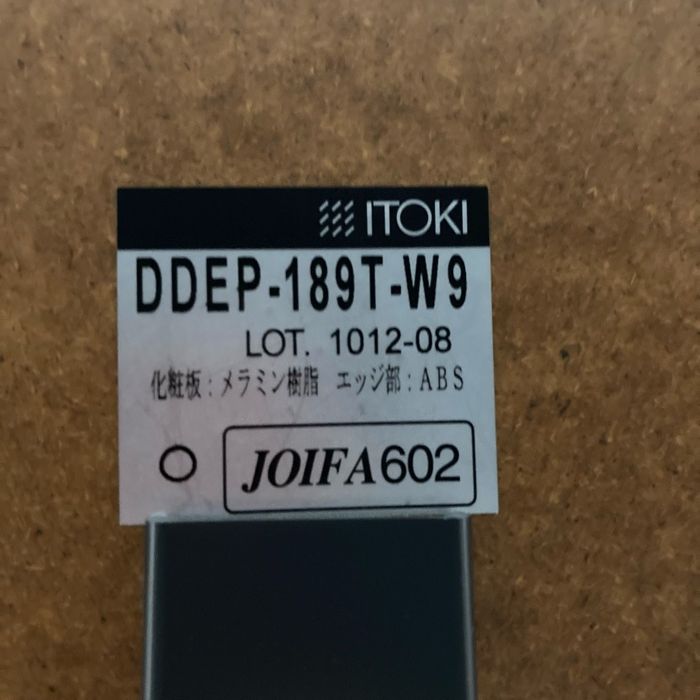 ITOKI
DDEP-189T-W9
LOT. 1012-08
化粧板:メラミン樹脂 エッジ部:ABS
JOIFA602